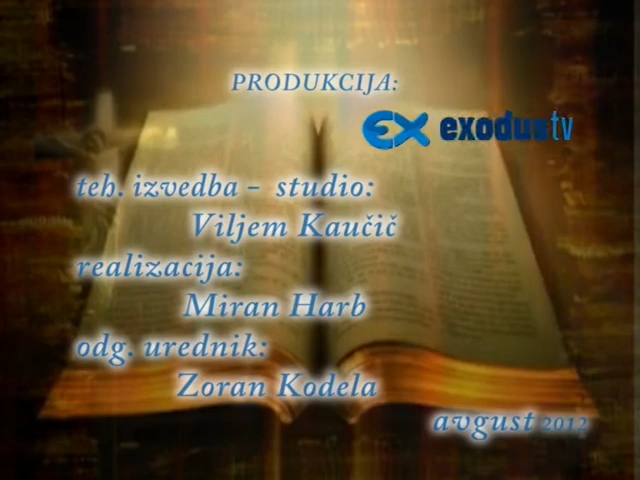 PRODUKCIJA:
EX exodustv
teh. izvedba - studio:
Viljem Kaučič
realizacija:
Miran Harb
odg. urednik:
Zoran Kodela
avgust 2012